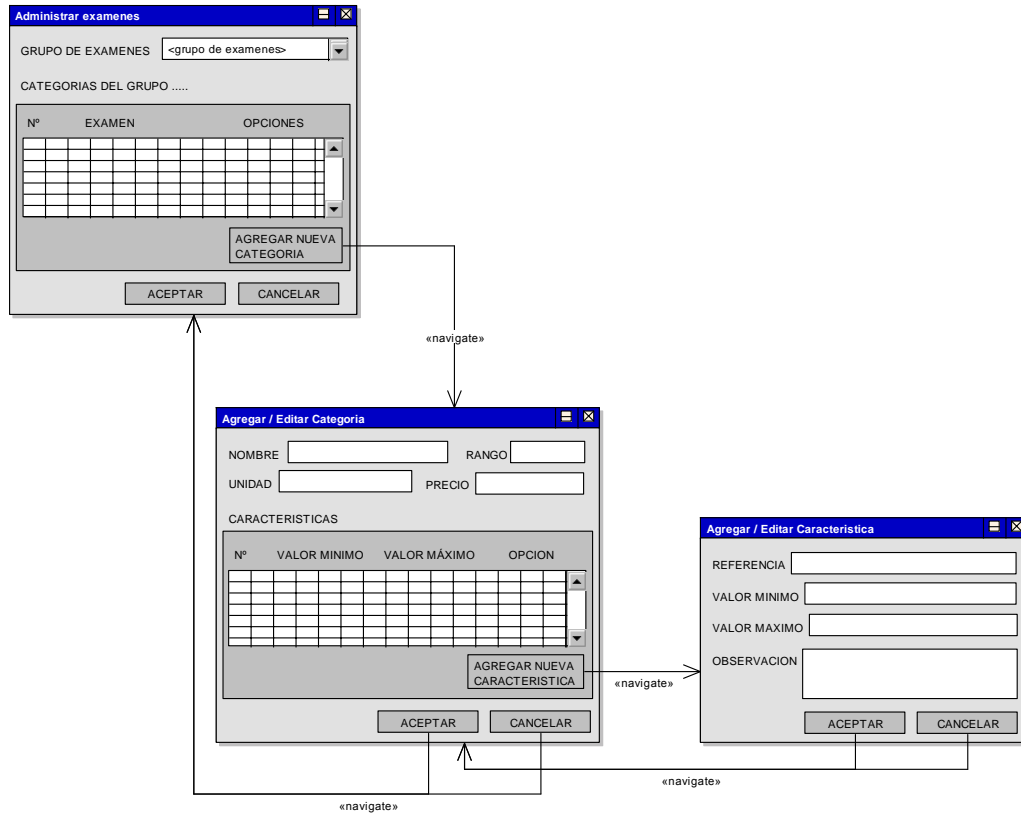 Administrar examenes
GRUPO DE EXAMENES <grupo de examenes>
CATEGORIAS DEL GRUPO .....
Nº EXAMEN OPCIONES
AGREGAR NUEVA
CATEGORIA
ACEPTAR CANCELAR
«navigate»
Agregar / Editar Categoria
NOMBRE RANGO
UNIDAD PRECIO
CARACTERISTICAS
Nº VALOR MINIMO VALOR MÁXIMO OPCION
AGREGAR NUEVA
CARACTERISTICA
ACEPTAR CANCELAR
«navigate»
Agregar / Editar Caracteristica
REFERENCIA
VALOR MINIMO
VALOR MAXIMO
OBSERVACION
ACEPTAR CANCELAR
«navigate»
«navigate»